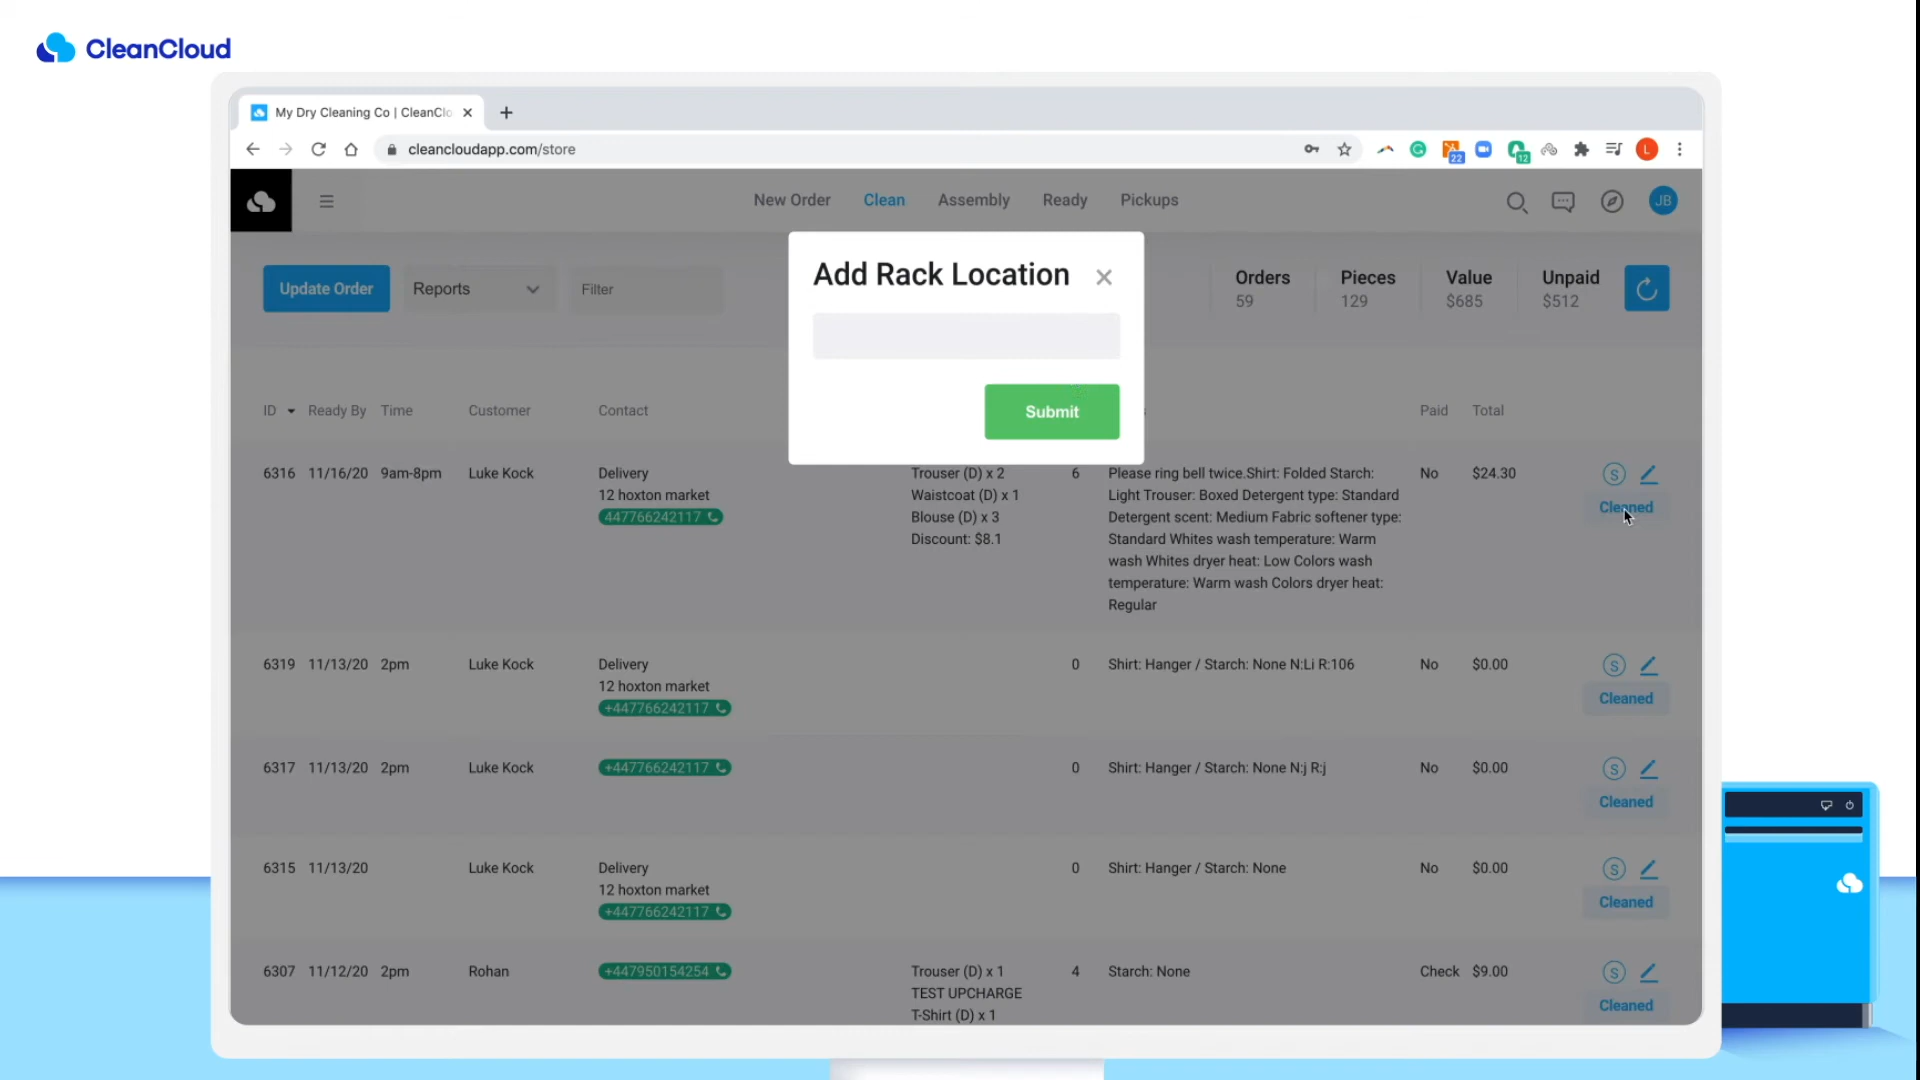 CleanCloud
My Dry Cleaning Co | CleanClo
cleancloudapp.com/store
22
12
L
New Order
Clean
Assembly
Ready
Pickups
JB
Add Rack Location
Submit
Update Order
Reports
Filter
Orders
59
Pieces
129
Value
$685
Unpaid
$512
ID
Ready By
Time
Customer
Contact
Paid
Total
6316
11/16/20
9am-8pm
Luke Kock
Delivery
12 hoxton market
447766242117
Trouser (D) x 2
Waistcoat (D) x 1
Blouse (D) x 3
Discount: $8.1
6
Please ring bell twice.Shirt: Folded Starch:
Light Trouser: Boxed Detergent type: Standard
Detergent scent: Medium Fabric softener type:
Standard Whites wash temperature: Warm
wash Whites dryer heat: Low Colors wash
temperature: Warm wash Colors dryer heat:
Regular
No
$24.30
S
Cleaned
6319
11/13/20
2pm
Luke Kock
Delivery
12 hoxton market
+447766242117
0
Shirt: Hanger / Starch: None N:Li R:106
No
$0.00
S
Cleaned
6317
11/13/20
2pm
Luke Kock
+447766242117
0
Shirt: Hanger / Starch: None N:j R:j
No
$0.00
S
Cleaned
6315
11/13/20
Luke Kock
Delivery
12 hoxton market
+447766242117
0
Shirt: Hanger / Starch: None
No
$0.00
S
Cleaned
6307
11/12/20
2pm
Rohan
+447950154254
Trouser (D) x 1
TEST UPCHARGE
T-Shirt (D) x 1
4
Starch: None
Check
$9.00
S
Cleaned